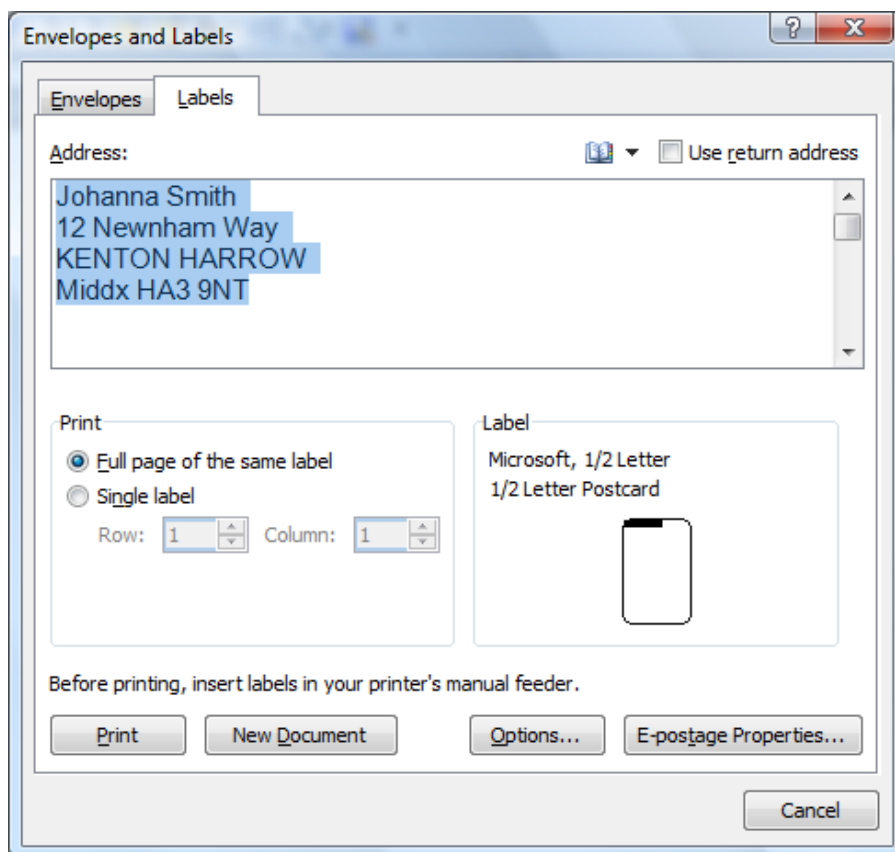 Envelopes and Labels
Envelopes Labels
Address: Use return address
Johanna Smith
12 Newnham Way
KENTON HARROW
Middx HA3 9NT
Print
Full page of the same label
Single label
Row: 1 Column: 1
Label
Microsoft, 1/2 Letter
1/2 Letter Postcard
Before printing, insert labels in your printer's manual feeder.
Print New Document Options... E-postage Properties...
Cancel